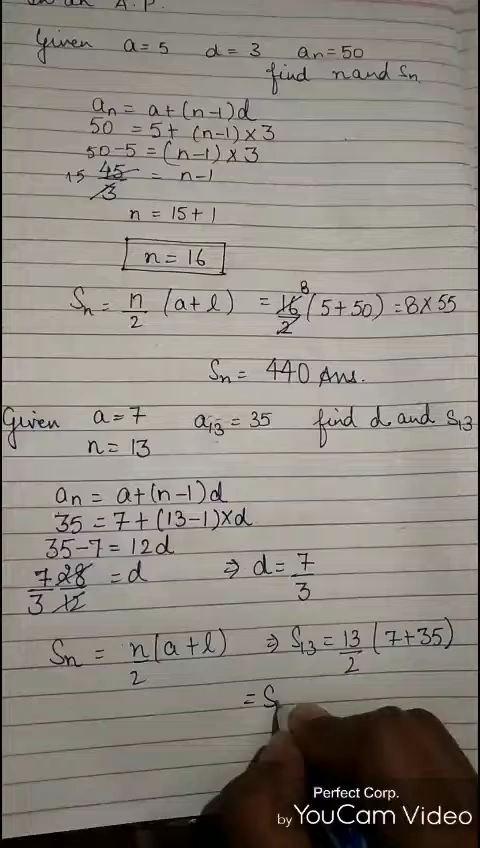 in an A.P.
Given a=5 d=3 an=50
find n and Sn
an = a+(n-1)d
50 = 5+(n-1)×3
50-5=(n-1)×3
15 45/3 = n-1
n = 15+1
n = 16
Sn = n/2 (a+l) = 8 16/2 (5+50) = 8×55
Sn = 440 Ans.
Given a=7 a13=35 find d and S13
n=13
an = a+(n-1)d
35 = 7+(13-1)×d
35-7=12d
7/3 28/12 = d ⇒ d = 7/3
Sn = n/2 (a+l) ⇒ S13 = 13/2 (7+35)
= S
Perfect Corp.
by YouCam Video